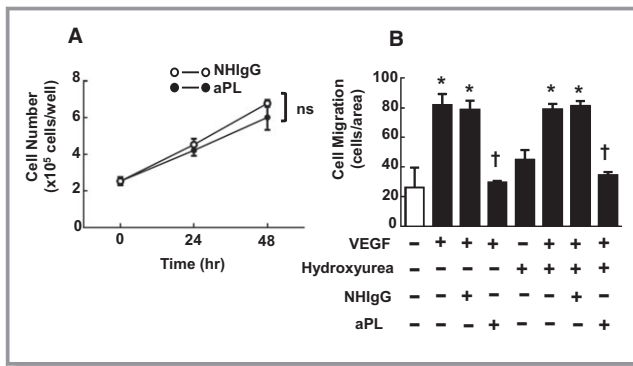 A
NHIgG
aPL
Cell Number
(x10⁵ cells/well)
8
6
4
2
0
ns
0 24 48
Time (hr)
B
Cell Migration
(cells/area)
100
80
60
40
20
0
* * † * * †
VEGF – + + + – + + +
Hydroxyurea – – – – + + + +
NHIgG – – + – – – + –
aPL – – – + – – – +